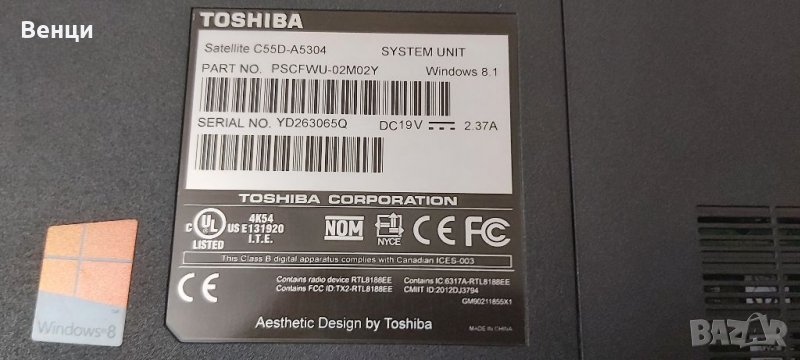 Венци
TOSHIBA
Satellite C55D-A5304 SYSTEM UNIT
PART NO. PSCFWU-02M02Y Windows 8.1
SERIAL NO. YD263065Q DC19V 2.37A
TOSHIBA CORPORATION
C UL US LISTED
4K54
E131920
I.T.E.
NOM
NYCE
CE FC
This Class B digital apparatus complies with Canadian ICES-003
CE
Contains radio device RTL8188EE Contains IC:6317A-RTL8188EE
Contains FCC ID:TX2-RTL8188EE CMIIT ID:2012DJ3794
GM90211855X1
Aesthetic Design by Toshiba MADE IN CHINA
Windows 8
BAZAR